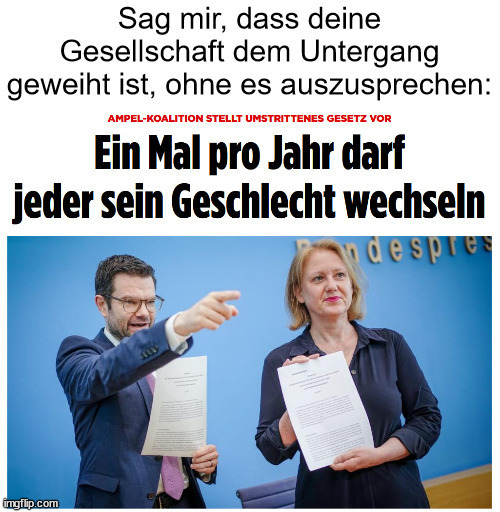 Sag mir, dass deine
Gesellschaft dem Untergang
geweiht ist, ohne es auszusprechen:
AMPEL-KOALITION STELLT UMSTRITTENES GESETZ VOR
Ein Mal pro Jahr darf
jeder sein Geschlecht wechseln
ndespres
imgflip.com